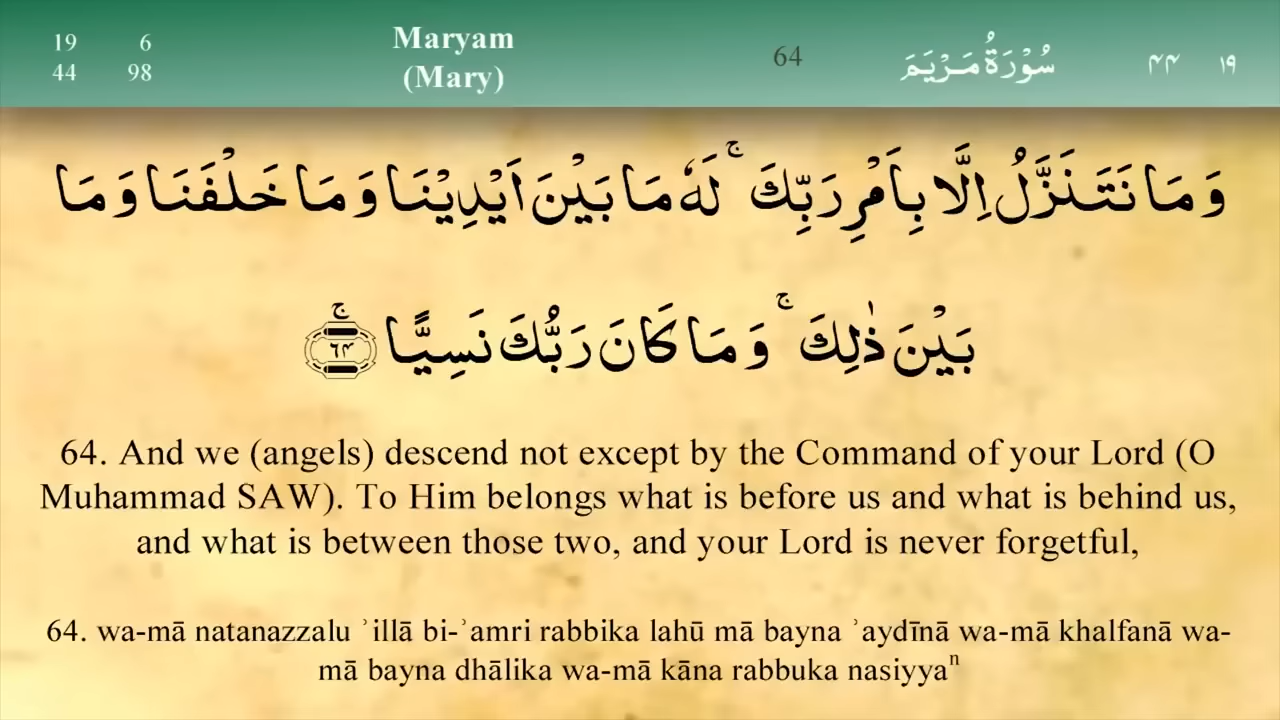 19 6
44 98
Maryam
(Mary)
64
سُوْرَةُ مَرْيَمَ
۴۴ ۱۹
وَمَا نَتَنَزَّلُ اِلَّا بِاَمْرِ رَبِّكَ ۚ لَهٗ مَا بَيْنَ اَيْدِيْنَا وَمَا خَلْفَنَا وَمَا
بَيْنَ ذٰلِكَ ۚ وَمَا كَانَ رَبُّكَ نَسِيًّا ۚ ٦٤
64. And we (angels) descend not except by the Command of your Lord (O
Muhammad SAW). To Him belongs what is before us and what is behind us,
and what is between those two, and your Lord is never forgetful,
64. wa-mā natanazzalu ʾillā bi-ʾamri rabbika lahū mā bayna ʾaydīnā wa-mā khalfanā wa-
mā bayna dhālika wa-mā kāna rabbuka nasiyyaⁿ